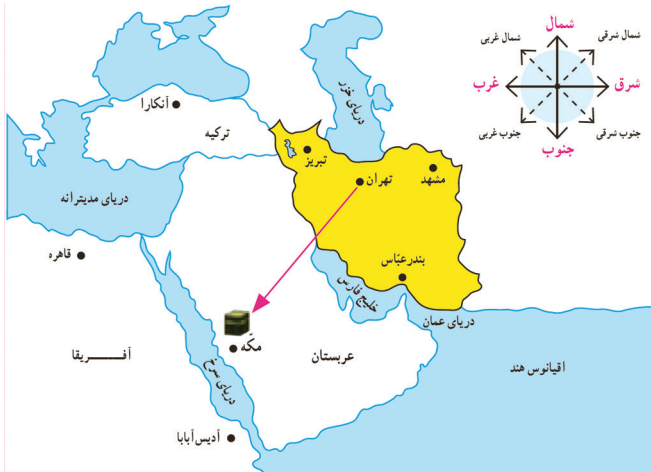 شمال
شمال شرقی
شمال غربی
شرق
غرب
جنوب شرقی
جنوب غربی
جنوب
آنکارا
ترکیه
دریای خزر
تبریز
تهران
مشهد
دریای مدیترانه
قاهره
بندرعبّاس
خلیج فارس
دریای عمان
مکّه
عربستان
آفـــریقا
دریای سرخ
اقیانوس هند
آدیس‌آبابا